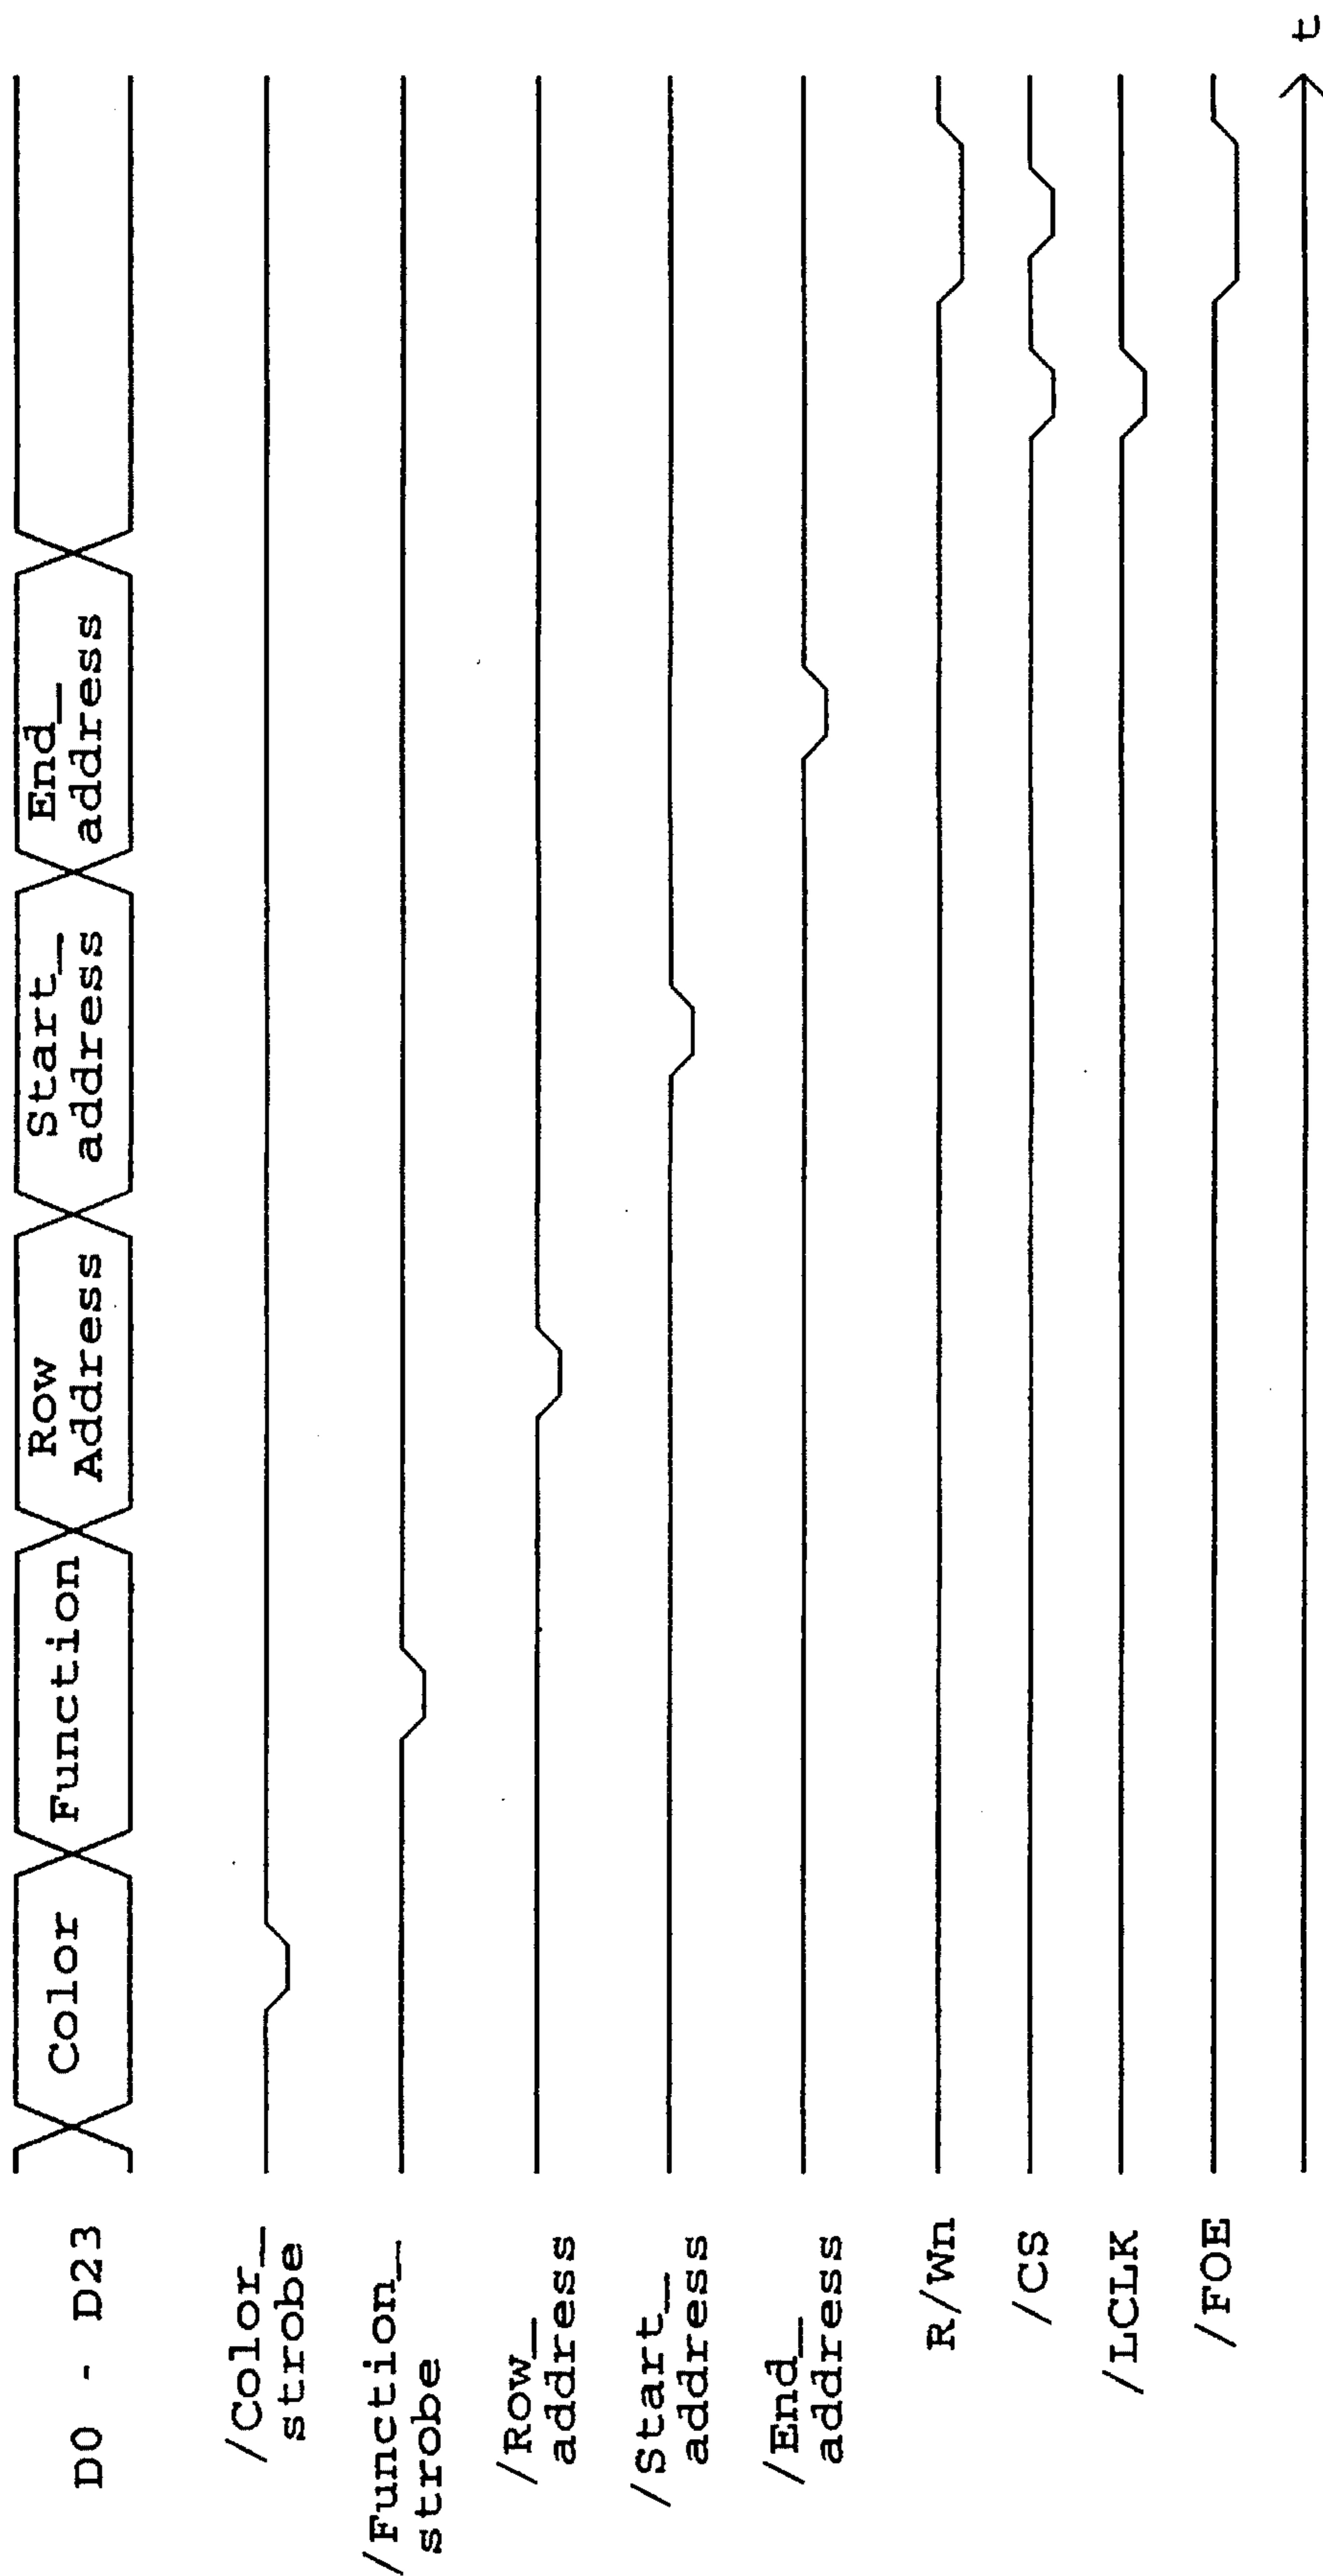 D0 - D23
Color
Function
Row
Address
Start_
address
End_
address
/Color_
strobe
/Function_
strobe
/Row_
address
/Start_
address
/End_
address
R/Wn
/CS
/LCLK
/FOE
t